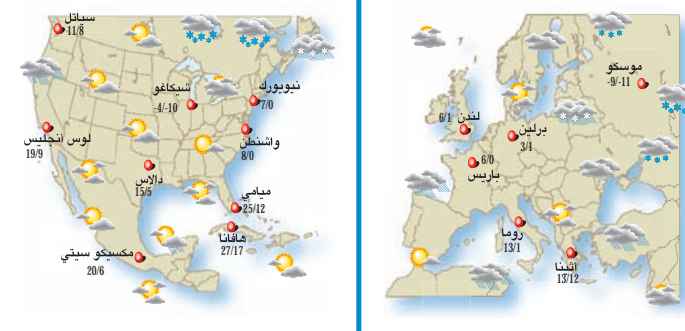 سياتل
11/8
شيكاغو
-4/-10
نيويورك
7/0
واشنطن
8/0
لوس أنجليس
19/9
دالاس
15/5
ميامي
25/12
هافانا
27/17
مكسيكو سيتي
20/6
موسكو
-9/-11
لندن 6/1
برلين
3/1
6/0
باريس
روما
13/1
أثينا
13/12